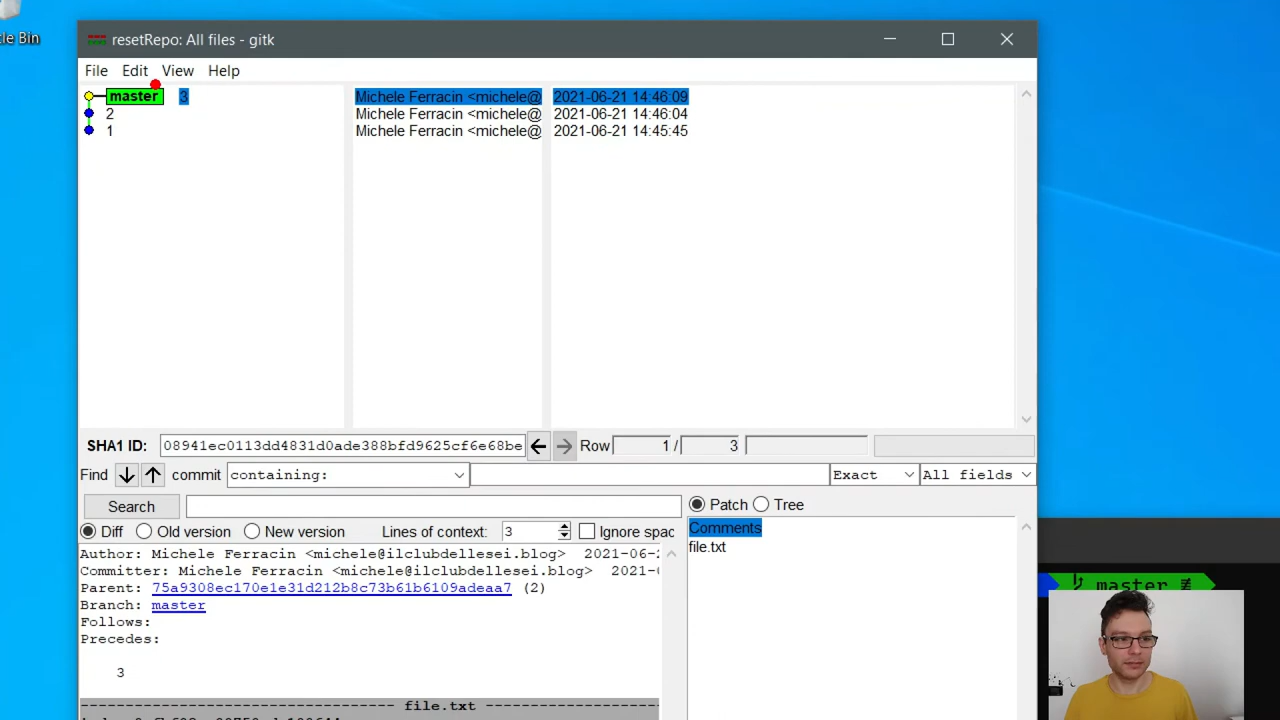 cle Bin
resetRepo: All files - gitk
File Edit View Help
master 3 Michele Ferracin <michele@ 2021-06-21 14:46:09
2 Michele Ferracin <michele@ 2021-06-21 14:46:04
1 Michele Ferracin <michele@ 2021-06-21 14:45:45
SHA1 ID: 08941ec0113dd4831d0ade388bfd9625cf6e68be Row 1 / 3
Find commit containing: Exact All fields
Search Patch Tree
Diff Old version New version Lines of context: 3 Ignore spac
Comments
file.txt
Author: Michele Ferracin <michele@ilclubdellesei.blog> 2021-06-2
Committer: Michele Ferracin <michele@ilclubdellesei.blog> 2021-
Parent: 75a9308ec170e1e31d212b8c73b61b6109adeaa7 (2)
Branch: master
Follows:
Precedes:
3
file.txt
master ≢